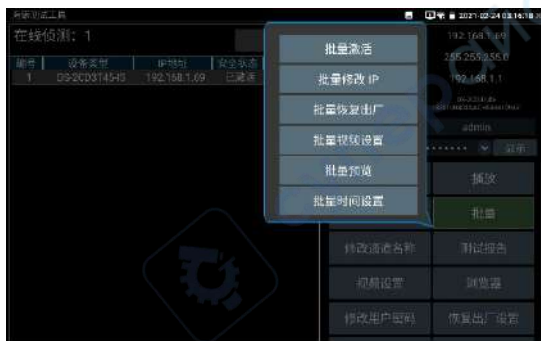 海康测试工具
2021-02-24 03:16:18
在线侦测: 1
编号 设备类型 IP地址 安全状态
1 DS-2CD3T45-I3 192.168.1.69 已激活
批量激活
批量修改 IP
批量恢复出厂
批量视频设置
批量预览
批量时间设置
192.168.1.69
255.255.255.0
192.168.1.1
admin
显示
播放
批量
修改通道名称
测试报告
视频设置
浏览器
修改用户密码
恢复出厂设置